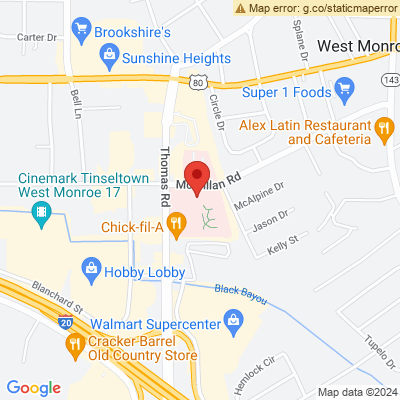 Map error: g.co/staticmaperror
Carter Dr
Brookshire's
Sunshine Heights
Splane Dr
West Monro
80
143
Bell Ln
Circle Dr
Super 1 Foods
Alex Latin Restaurant
and Cafeteria
Thomas Rd
Cinemark Tinseltown
West Monroe 17
McMillan Rd
McAlpine Dr
Chick-fil-A
Jason Dr
Kelly St
Hobby Lobby
Blanchard St
Black Bayou
20
Walmart Supercenter
Cracker Barrel
Old Country Store
Tupelo Dr
Hemlock Cir
Google
Map data ©2024